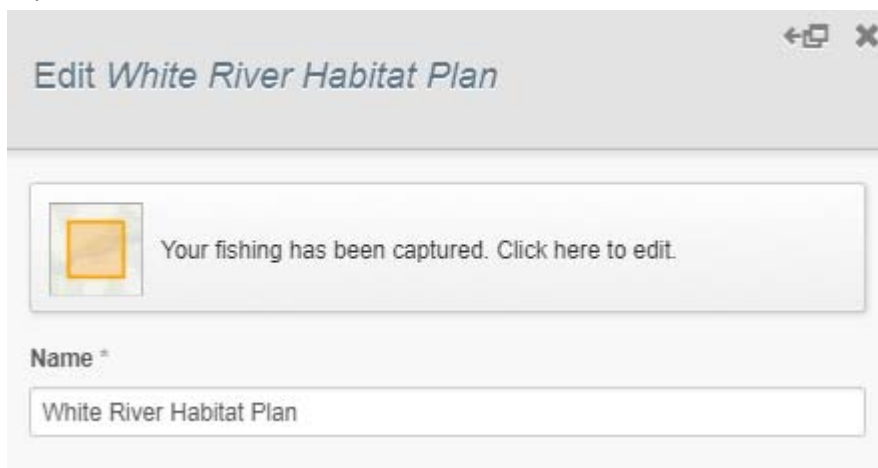 Edit White River Habitat Plan
Your fishing has been captured. Click here to edit.
Name *
White River Habitat Plan